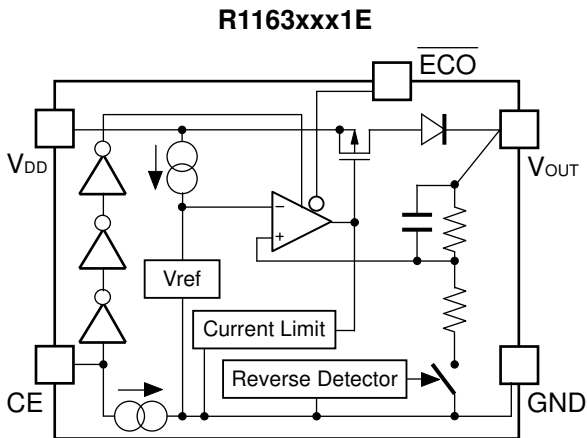 R1163xxx1E
ECO
VDD
VOUT
−
+
Vref
Current Limit
Reverse Detector
CE
GND